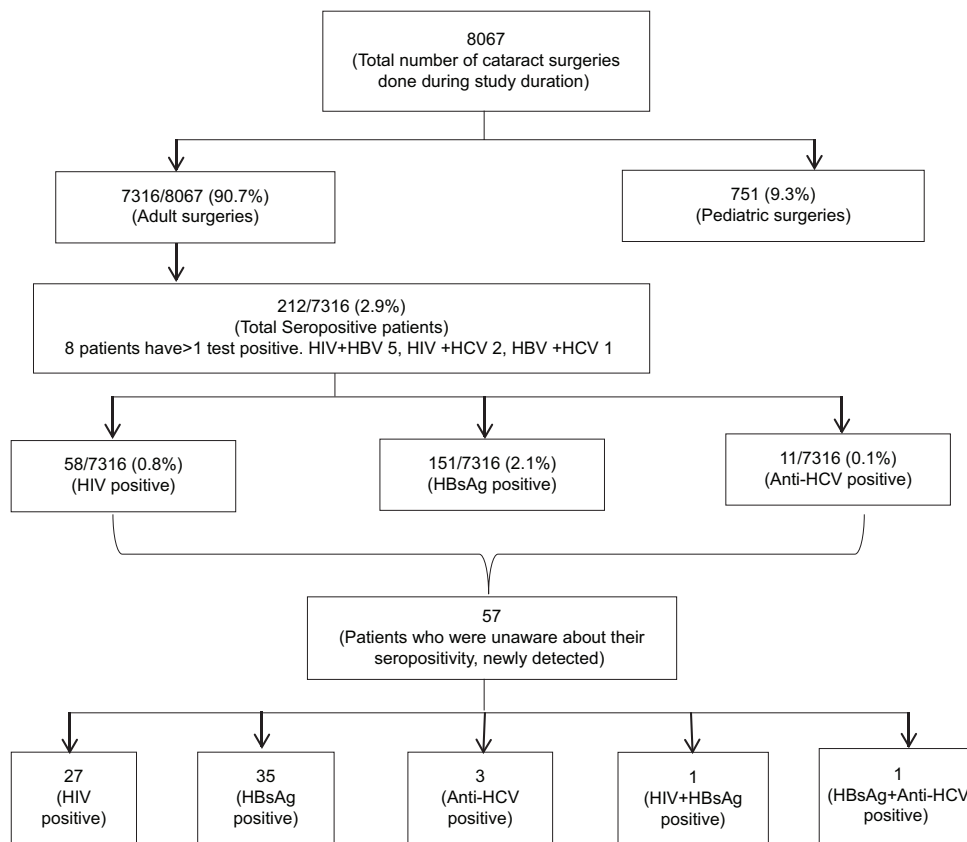 8067
(Total number of cataract surgeries
done during study duration)
7316/8067 (90.7%)
(Adult surgeries)
751 (9.3%)
(Pediatric surgeries)
212/7316 (2.9%)
(Total Seropositive patients)
8 patients have>1 test positive. HIV+HBV 5, HIV +HCV 2, HBV +HCV 1
58/7316 (0.8%)
(HIV positive)
151/7316 (2.1%)
(HBsAg positive)
11/7316 (0.1%)
(Anti-HCV positive)
57
(Patients who were unaware about their
seropositivity, newly detected)
27
(HIV
positive)
35
(HBsAg
positive)
3
(Anti-HCV
positive)
1
(HIV+HBsAg
positive)
1
(HBsAg+Anti-HCV
positive)